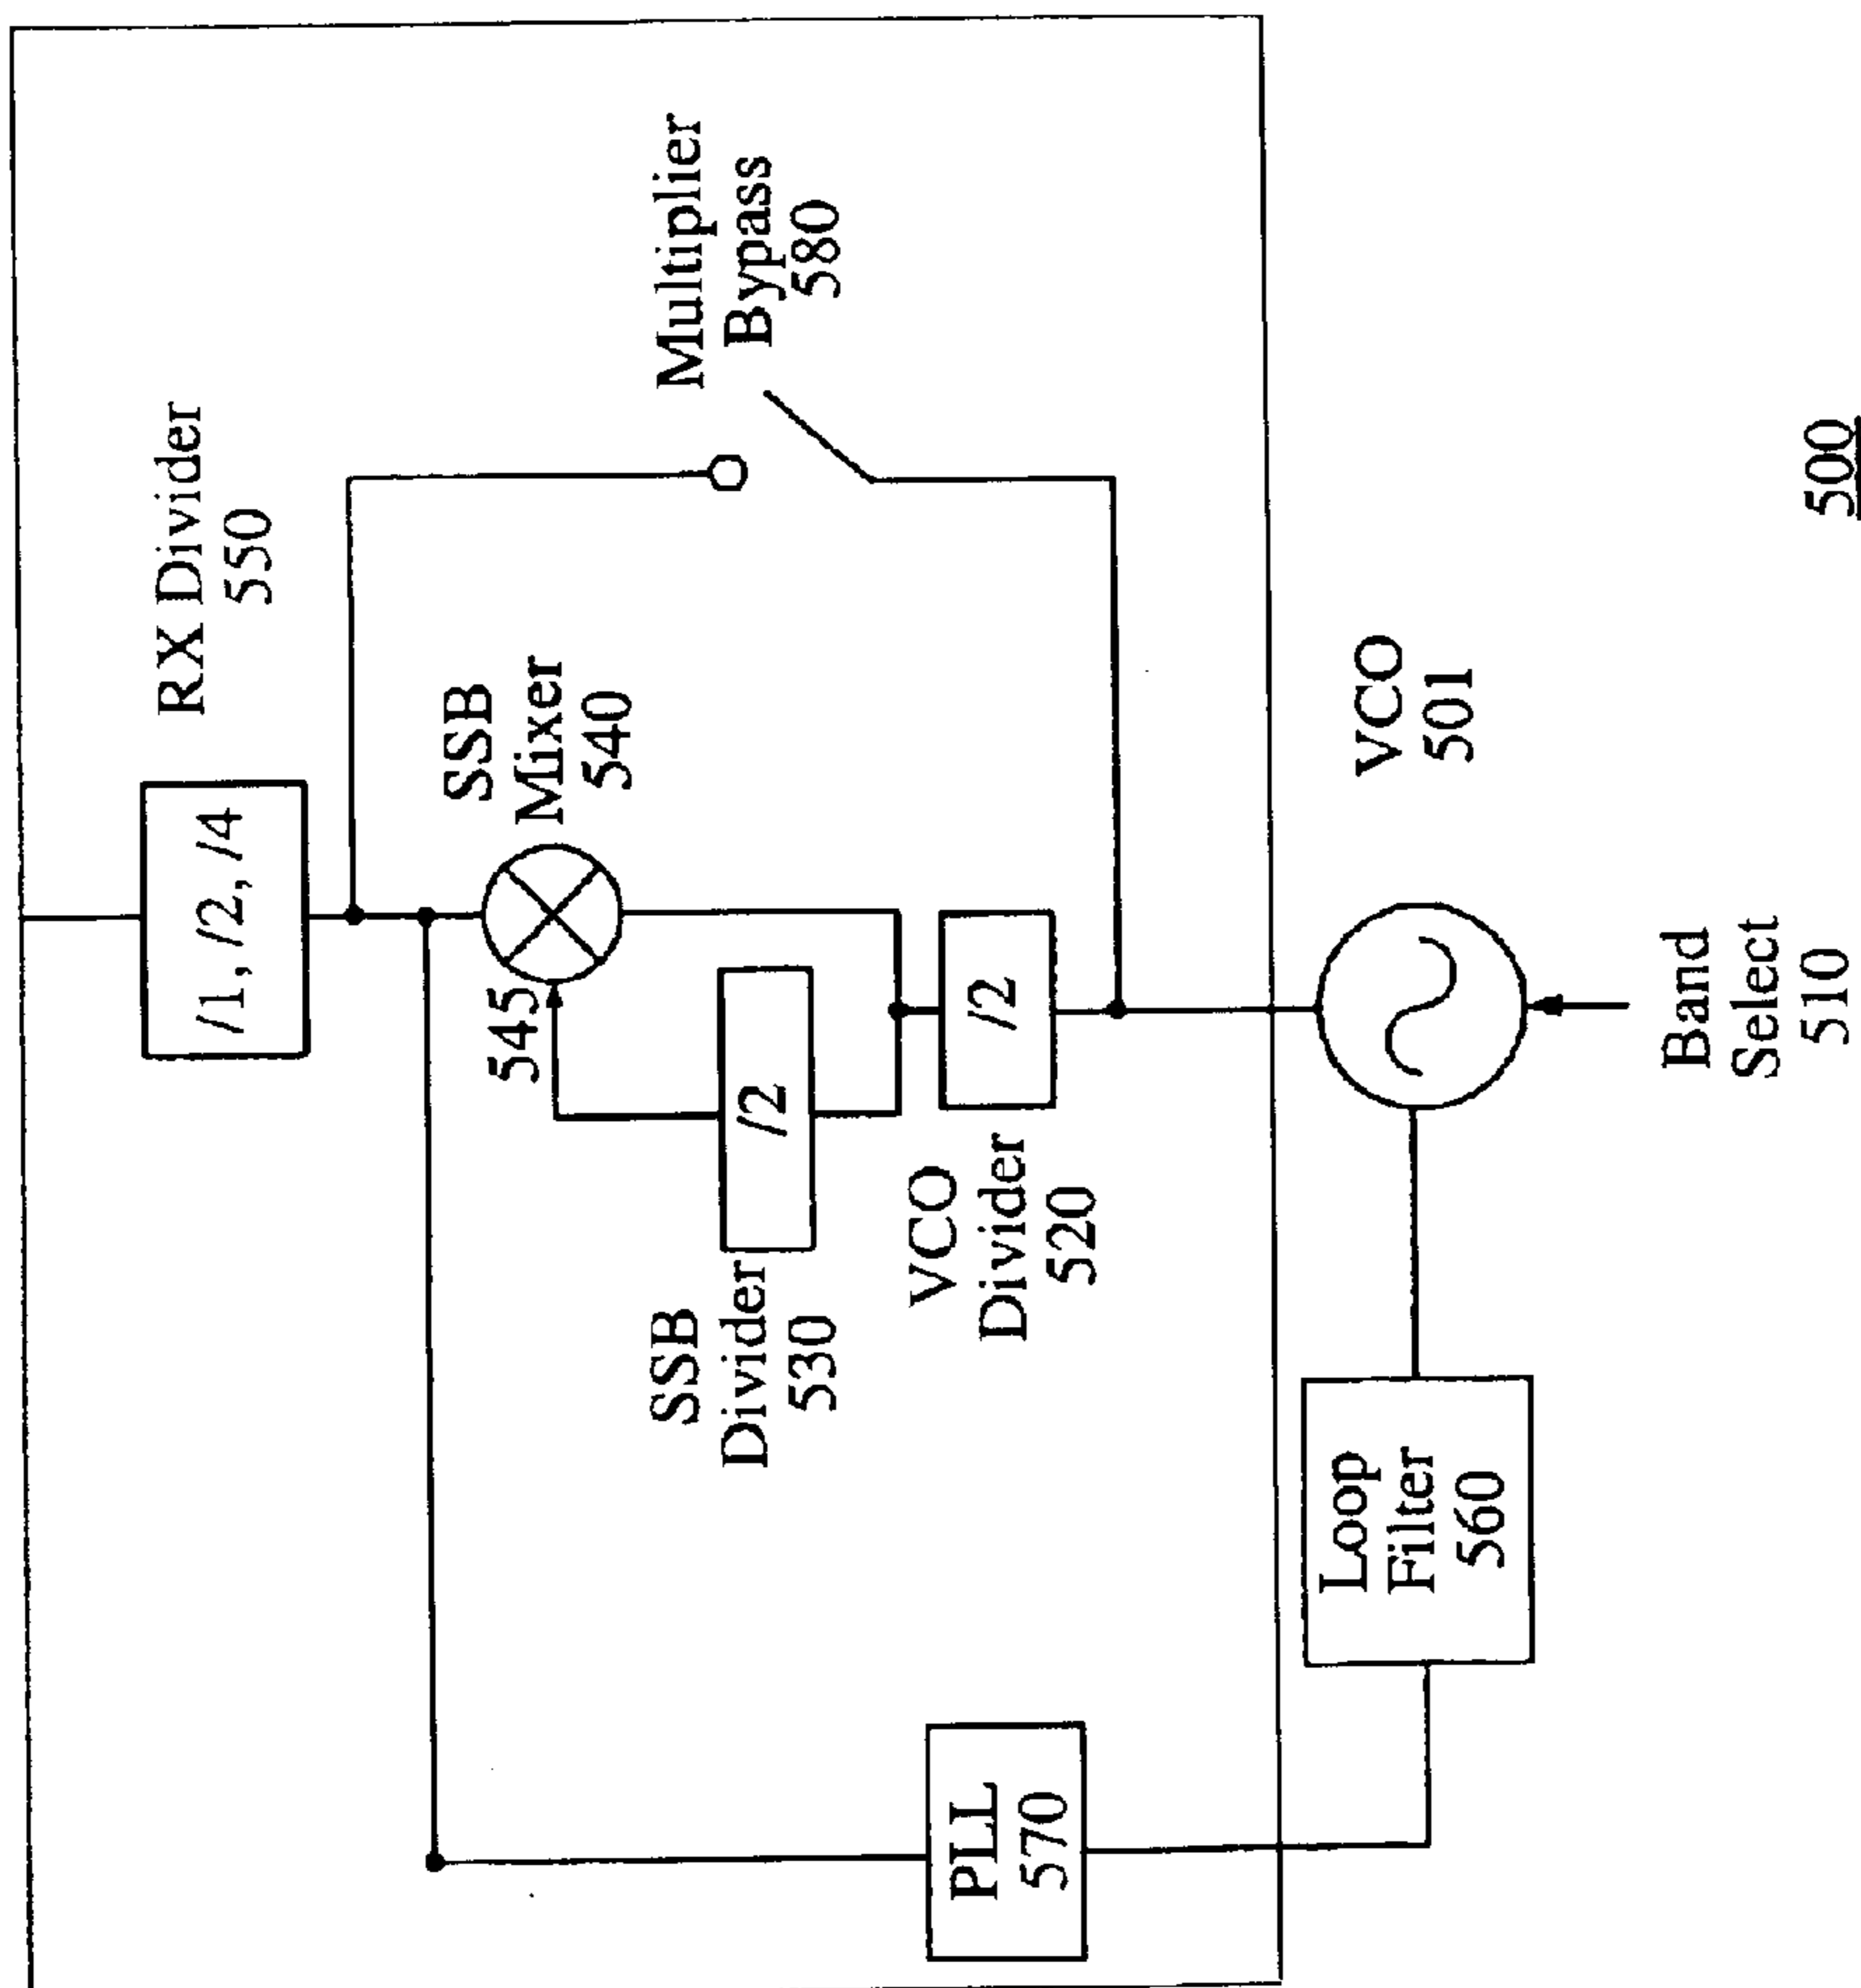 RX Divider
550
/1, /2, /4
Multiplier
Bypass
580
SSB
Mixer
540
545
SSB
Divider
530
/2
VCO
Divider
520
/2
VCO
501
PLL
570
Loop
Filter
560
Band
Select
510
500